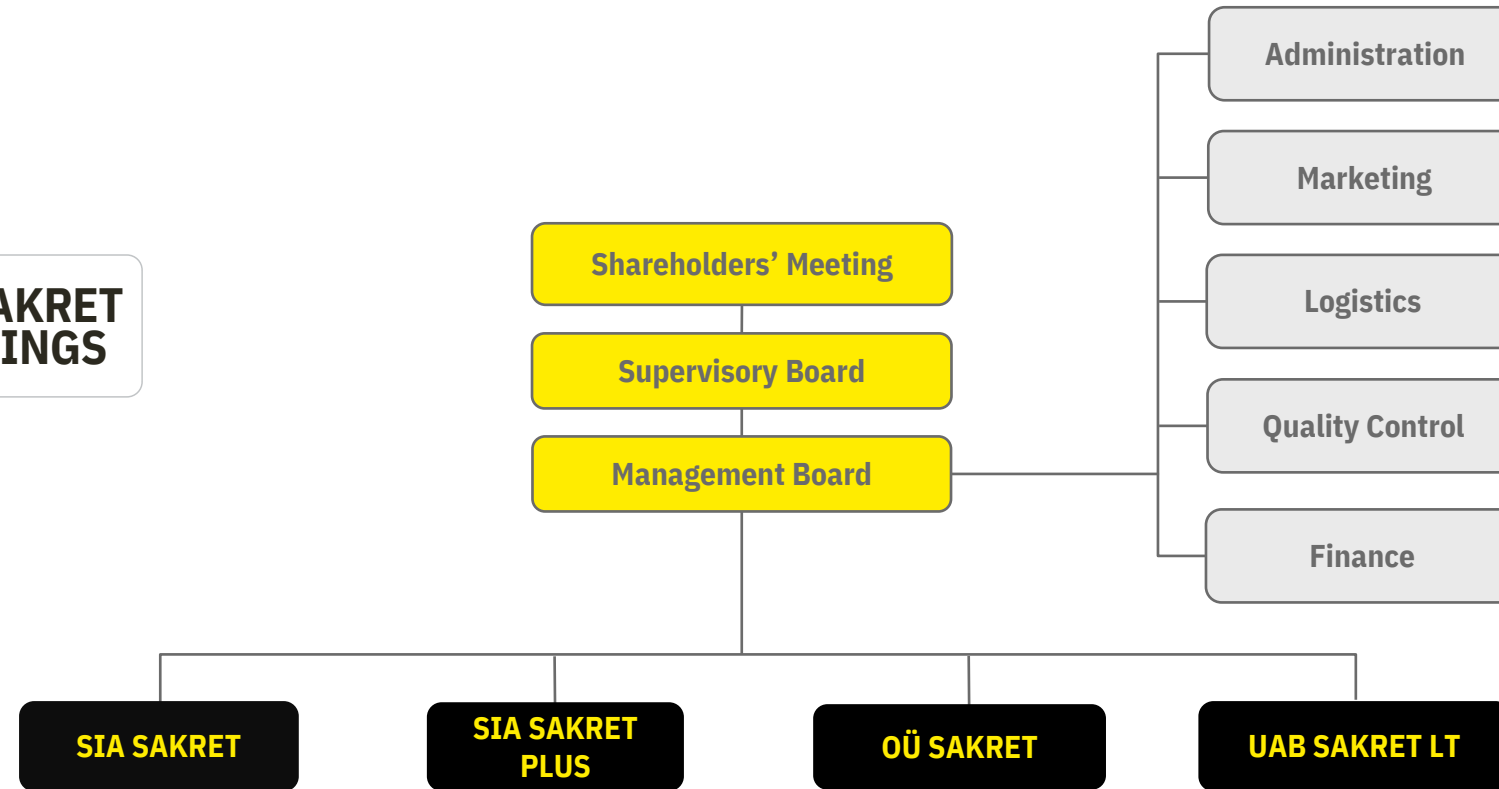 Administration
Marketing
Shareholders’ Meeting
AKRET
INGS
Logistics
Supervisory Board
Quality Control
Management Board
Finance
SIA SAKRET
SIA SAKRET
PLUS
OÜ SAKRET
UAB SAKRET LT